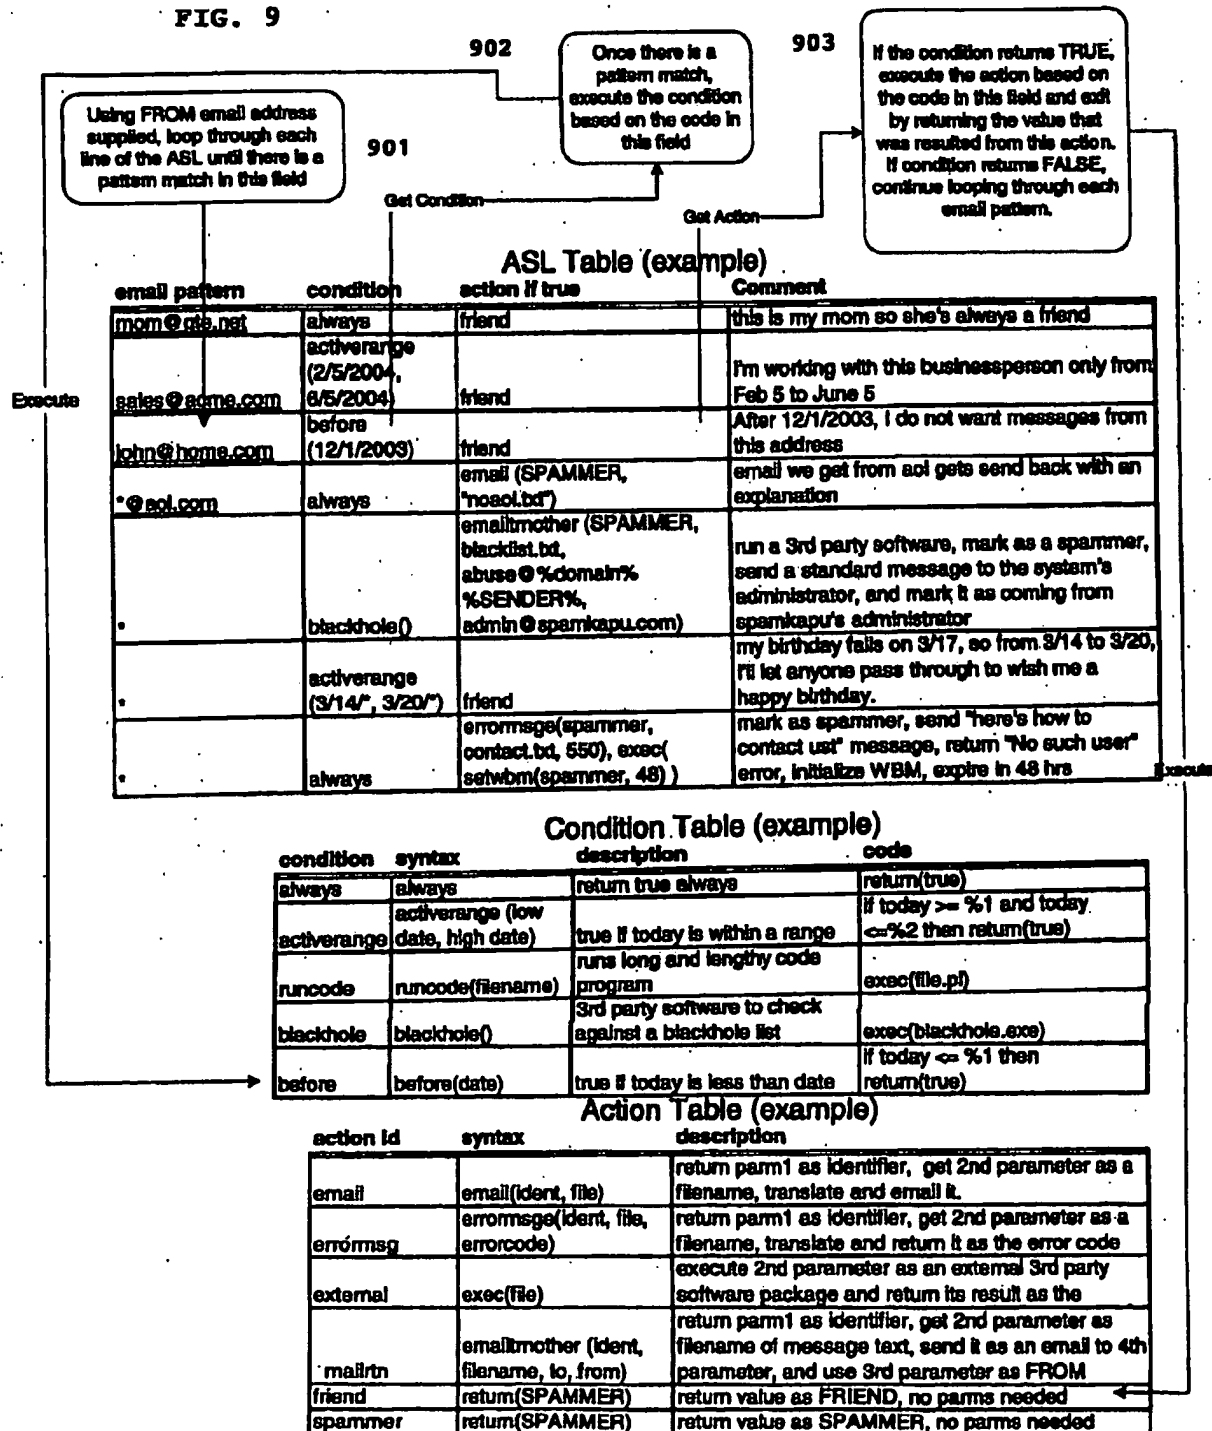 FIG. 9
902
Once there is a
pattern match,
execute the condition
based on the code in
this field
903
If the condition returns TRUE,
execute the action based on
the code in this field and exit
by returning the value that
was resulted from this action.
If condition returns FALSE,
continue looping through each
email pattern.
Using FROM email address
supplied, loop through each
line of the ASL until there is a
pattern match in this field
901
Get Condition
Get Action
Execute
Execute
ASL Table (example)
email pattern condition action if true Comment
mom@gte.net always friend this is my mom so she's always a friend
activerange
(2/5/2004,
6/5/2004)
sales@acme.com friend
I'm working with this businessperson only from
Feb 5 to June 5
before
(12/1/2003)
john@home.com friend
After 12/1/2003, I do not want messages from
this address
*@aol.com always
email (SPAMMER,
"noaol.txt")
email we get from aol gets send back with an
explanation
* blackhole()
emailtmother (SPAMMER,
blacklist.txt,
abuse@%domain%
%SENDER%,
admin@spamkapu.com)
run a 3rd party software, mark as a spammer,
send a standard message to the system's
administrator, and mark it as coming from
spamkapu's administrator
*
activerange
(3/14/*, 3/20/*) friend
my birthday falls on 3/17, so from 3/14 to 3/20,
I'll let anyone pass through to wish me a
happy birthday.
* always
errormsge(spammer,
contact.txt, 550), exec(
setwbm(spammer, 48) )
mark as spammer, send "here's how to
contact ust" message, return "No such user"
error, initialize WBM, expire in 48 hrs
Condition Table (example)
condition syntax description code
always always return true always return(true)
activerange
activerange (low
date, high date)
true if today is within a range
if today >= %1 and today
<=%2 then return(true)
runcode runcode(filename)
runs long and lengthy code
program
exec(file.pl)
blackhole blackhole()
3rd party software to check
against a blackhole list
exec(blackhole.exe)
before before(date) true if today is less than date
if today <= %1 then
return(true)
Action Table (example)
action id syntax description
email email(ident, file)
return parm1 as identifier, get 2nd parameter as a
filename, translate and email it.
errormsg
errormsge(ident, file,
errorcode)
return parm1 as identifier, get 2nd parameter as a
filename, translate and return it as the error code
external exec(file)
execute 2nd parameter as an external 3rd party
software package and return its result as the
mailrtn
emailtmother (ident,
filename, to, from)
return parm1 as identifier, get 2nd parameter as
filename of message text, send it as an email to 4th
parameter, and use 3rd parameter as FROM
friend return(SPAMMER) return value as FRIEND, no parms needed
spammer return(SPAMMER) return value as SPAMMER, no parms needed